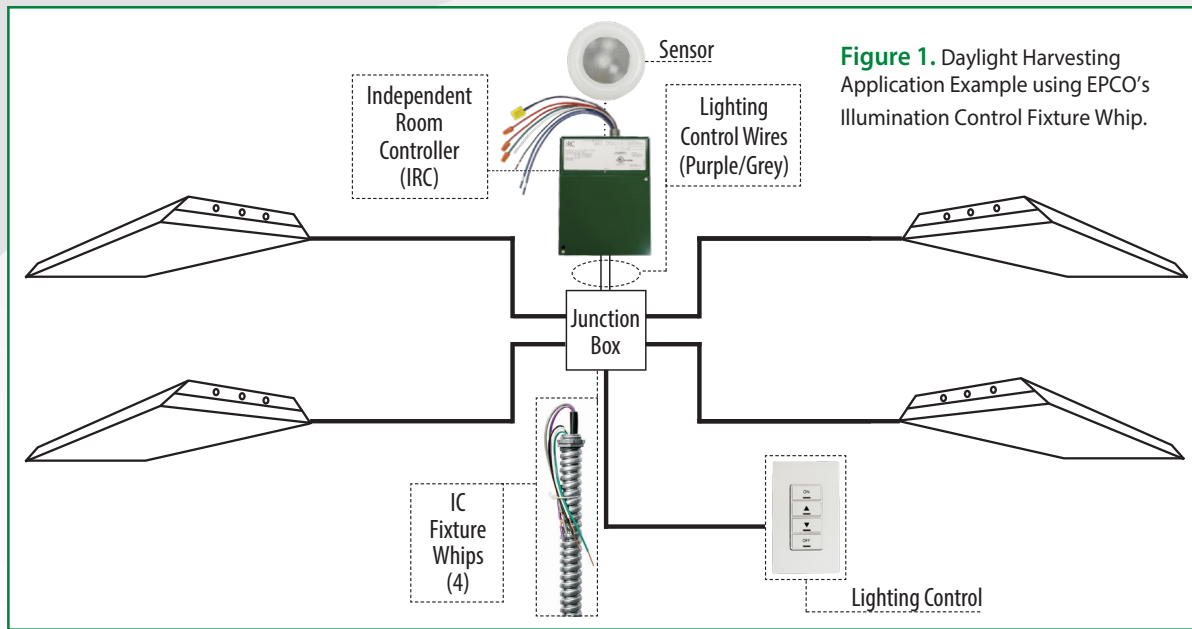 Sensor
Figure 1. Daylight Harvesting
Application Example using EPCO's
Illumination Control Fixture Whip.
Independent
Room
Controller
(IRC)
Lighting
Control Wires
(Purple/Grey)
IRC
Junction
Box
IC
Fixture
Whips
(4)
ON
OFF
Lighting Control